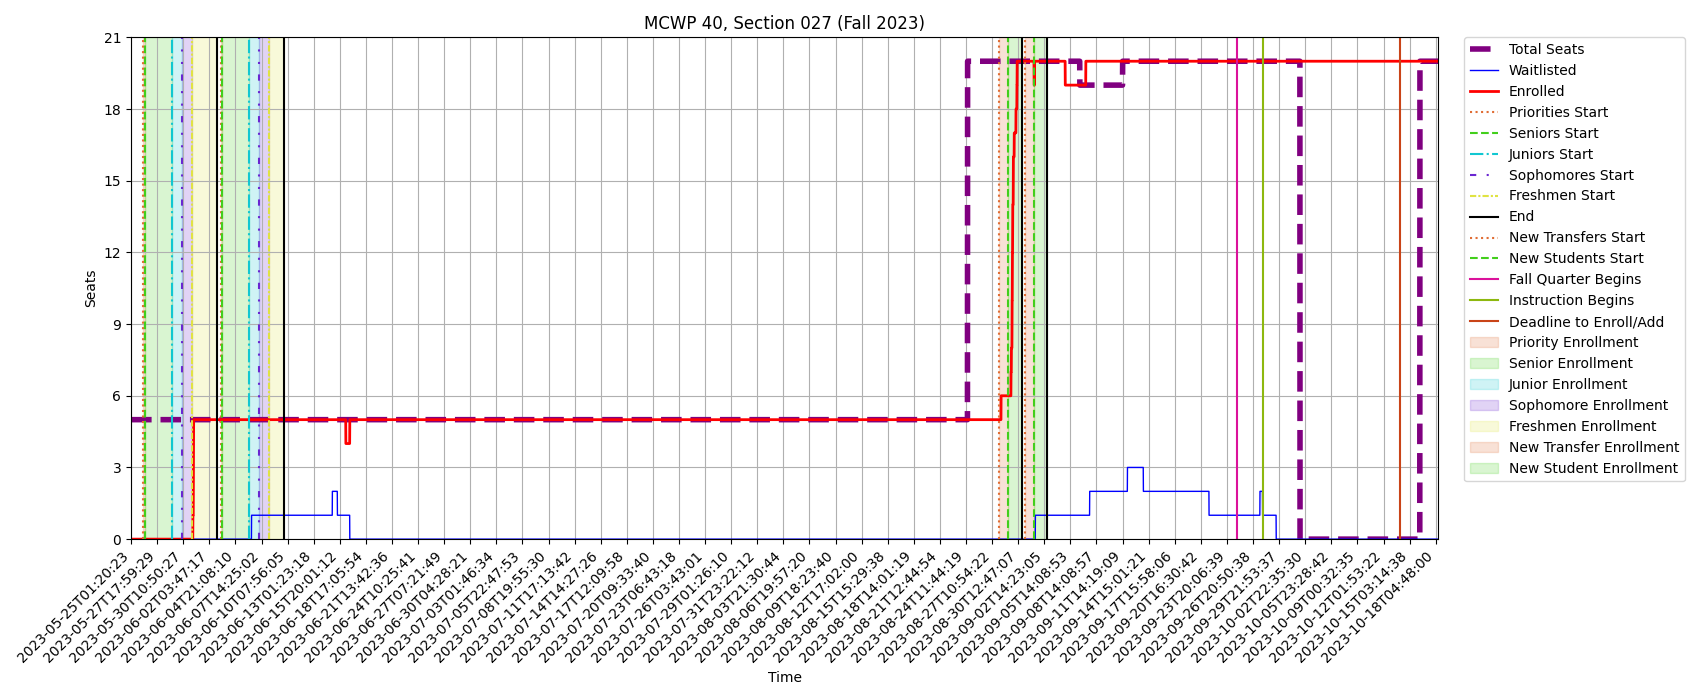 MCWP 40, Section 027 (Fall 2023)
21
18
15
12
9
6
3
0
Seats
2023-05-25T01:20:23
2023-05-27T17:59:29
2023-05-30T10:50:27
2023-06-02T03:47:17
2023-06-04T21:08:10
2023-06-07T14:25:02
2023-06-10T07:56:05
2023-06-13T01:23:18
2023-06-15T20:01:12
2023-06-18T17:05:54
2023-06-21T13:42:36
2023-06-24T10:25:41
2023-06-27T07:21:49
2023-06-30T04:28:21
2023-07-03T01:46:34
2023-07-05T22:47:53
2023-07-08T19:55:30
2023-07-11T17:13:42
2023-07-14T14:27:26
2023-07-17T12:09:58
2023-07-20T09:33:40
2023-07-23T06:43:18
2023-07-26T03:43:01
2023-07-29T01:26:10
2023-07-31T23:22:12
2023-08-03T21:30:44
2023-08-06T19:57:20
2023-08-09T18:23:40
2023-08-12T17:02:00
2023-08-15T15:29:38
2023-08-18T14:01:19
2023-08-21T12:44:54
2023-08-24T11:44:19
2023-08-27T10:54:22
2023-08-30T12:47:07
2023-09-02T14:23:05
2023-09-05T14:08:53
2023-09-08T14:08:57
2023-09-11T14:19:09
2023-09-14T15:01:21
2023-09-17T15:58:06
2023-09-20T16:30:42
2023-09-23T20:06:39
2023-09-26T20:50:38
2023-09-29T21:53:37
2023-10-02T22:35:30
2023-10-05T23:28:42
2023-10-09T00:32:35
2023-10-12T01:53:22
2023-10-15T03:14:38
2023-10-18T04:48:00
Time
Total Seats
Waitlisted
Enrolled
Priorities Start
Seniors Start
Juniors Start
Sophomores Start
Freshmen Start
End
New Transfers Start
New Students Start
Fall Quarter Begins
Instruction Begins
Deadline to Enroll/Add
Priority Enrollment
Senior Enrollment
Junior Enrollment
Sophomore Enrollment
Freshmen Enrollment
New Transfer Enrollment
New Student Enrollment